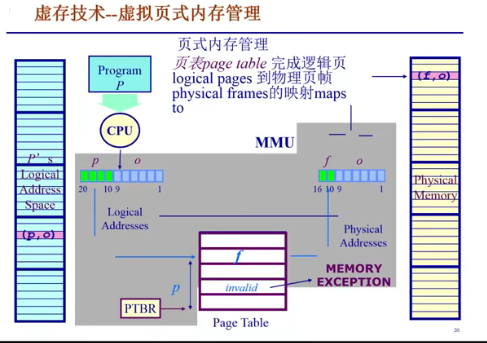 虚存技术--虚拟页式内存管理
页式内存管理
页表page table 完成逻辑页
logical pages 到物理页帧
physical frames的映射maps
to
Program
P
CPU
MMU
(f,o)
P’s
Logical
Address
Space
(p,o)
p o
20 10 9 1
Logical
Addresses
f o
16 10 9 1
Physical
Addresses
Physical
Memory
f
p
invalid
MEMORY
EXCEPTION
PTBR
Page Table
20